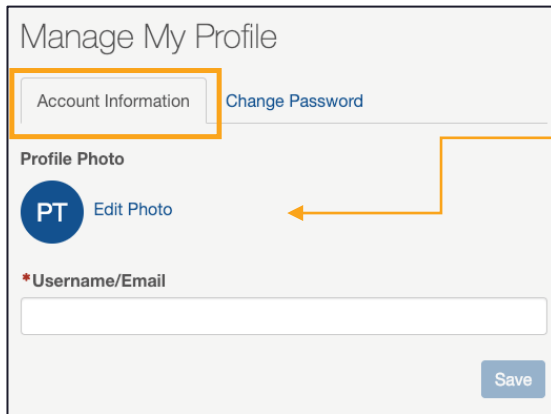 Manage My Profile
Account Information Change Password
Profile Photo
PT Edit Photo
*Username/Email
Save